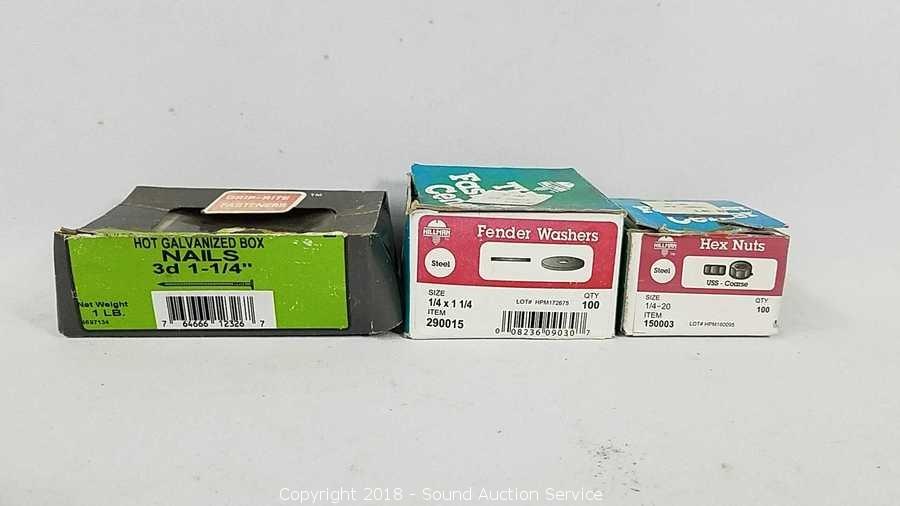 GRIP-RITE
FASTENERS
™
HOT GALVANIZED BOX
NAILS
3d 1-1/4"
Net Weight
1 LB.
7 64666 12326 7
HILLMAN
Fender Washers
Steel
SIZE
1/4 x 1 1/4
ITEM
290015
LOT# HPM172675
QTY
100
0 08236 09030 7
HILLMAN
Hex Nuts
Steel
USS - Coarse
SIZE
1/4-20
ITEM
150003
QTY
100
LOT# HPM160095
Copyright 2018 - Sound Auction Service